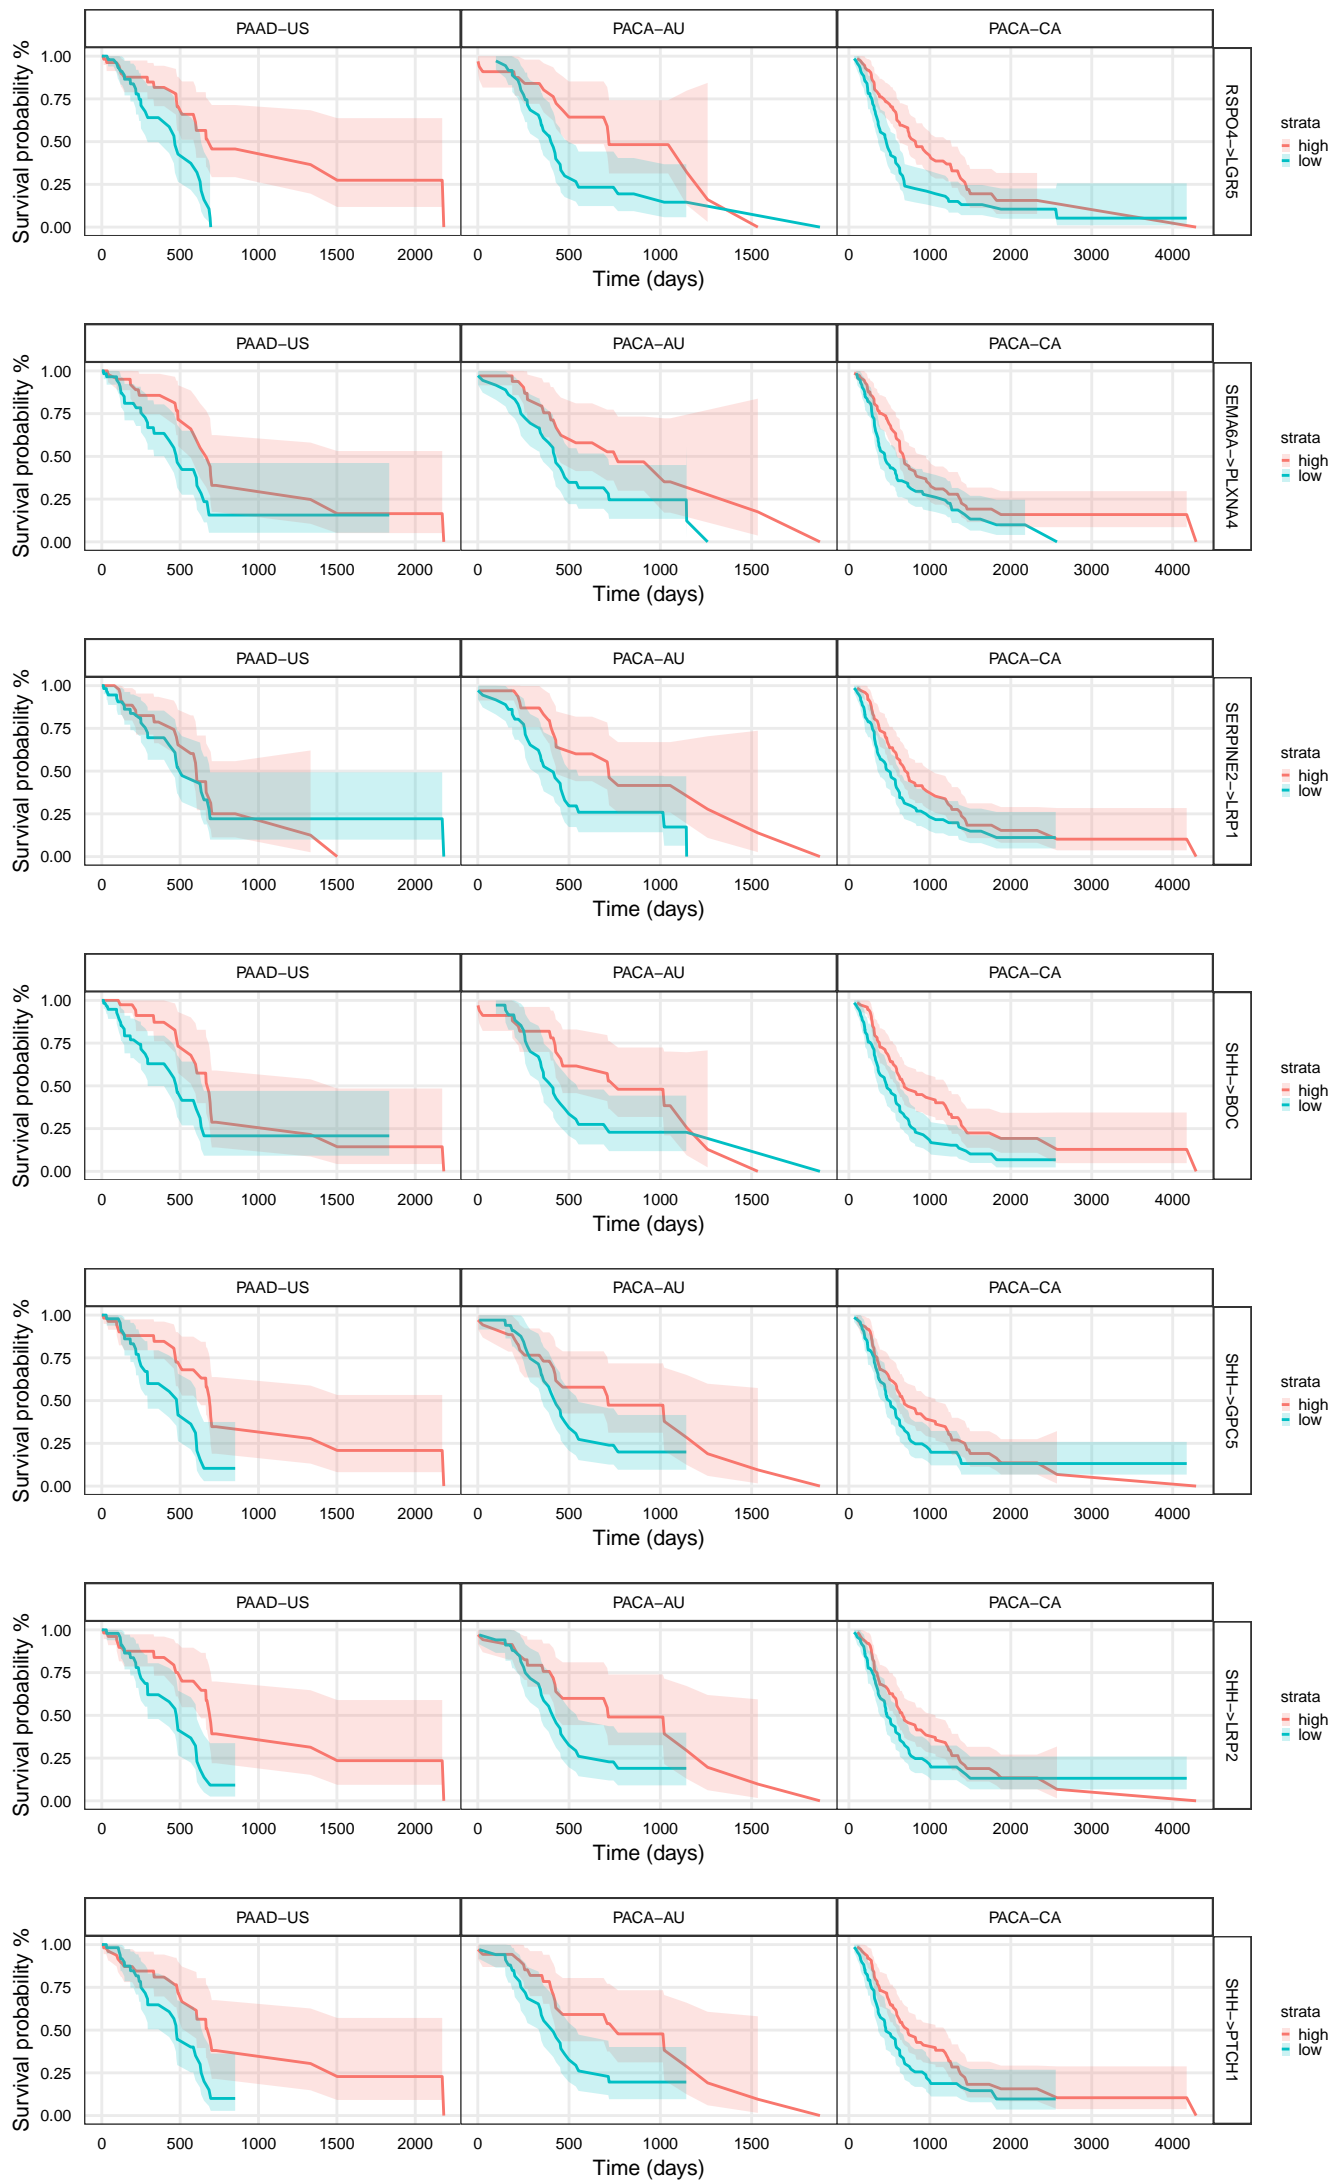 PAAD−US PACA−AU PACA−CA
Survival probability %
1.00
0.75
0.50
0.25
0.00
RSPO4−>LGR5
strata
high
low
0 500 1000 1500 2000 0 500 1000 1500 0 1000 2000 3000 4000
Time (days)
PAAD−US PACA−AU PACA−CA
Survival probability %
1.00
0.75
0.50
0.25
0.00
SEMA6A−>PLXNA4
strata
high
low
0 500 1000 1500 2000 0 500 1000 1500 0 1000 2000 3000 4000
Time (days)
PAAD−US PACA−AU PACA−CA
Survival probability %
1.00
0.75
0.50
0.25
0.00
SERPINE2−>LRP1
strata
high
low
0 500 1000 1500 2000 0 500 1000 1500 0 1000 2000 3000 4000
Time (days)
PAAD−US PACA−AU PACA−CA
Survival probability %
1.00
0.75
0.50
0.25
0.00
SHH−>BOC
strata
high
low
0 500 1000 1500 2000 0 500 1000 1500 0 1000 2000 3000 4000
Time (days)
PAAD−US PACA−AU PACA−CA
Survival probability %
1.00
0.75
0.50
0.25
0.00
SHH−>GPC5
strata
high
low
0 500 1000 1500 2000 0 500 1000 1500 0 1000 2000 3000 4000
Time (days)
PAAD−US PACA−AU PACA−CA
Survival probability %
1.00
0.75
0.50
0.25
0.00
SHH−>LRP2
strata
high
low
0 500 1000 1500 2000 0 500 1000 1500 0 1000 2000 3000 4000
Time (days)
PAAD−US PACA−AU PACA−CA
Survival probability %
1.00
0.75
0.50
0.25
0.00
SHH−>PTCH1
strata
high
low
0 500 1000 1500 2000 0 500 1000 1500 0 1000 2000 3000 4000
Time (days)